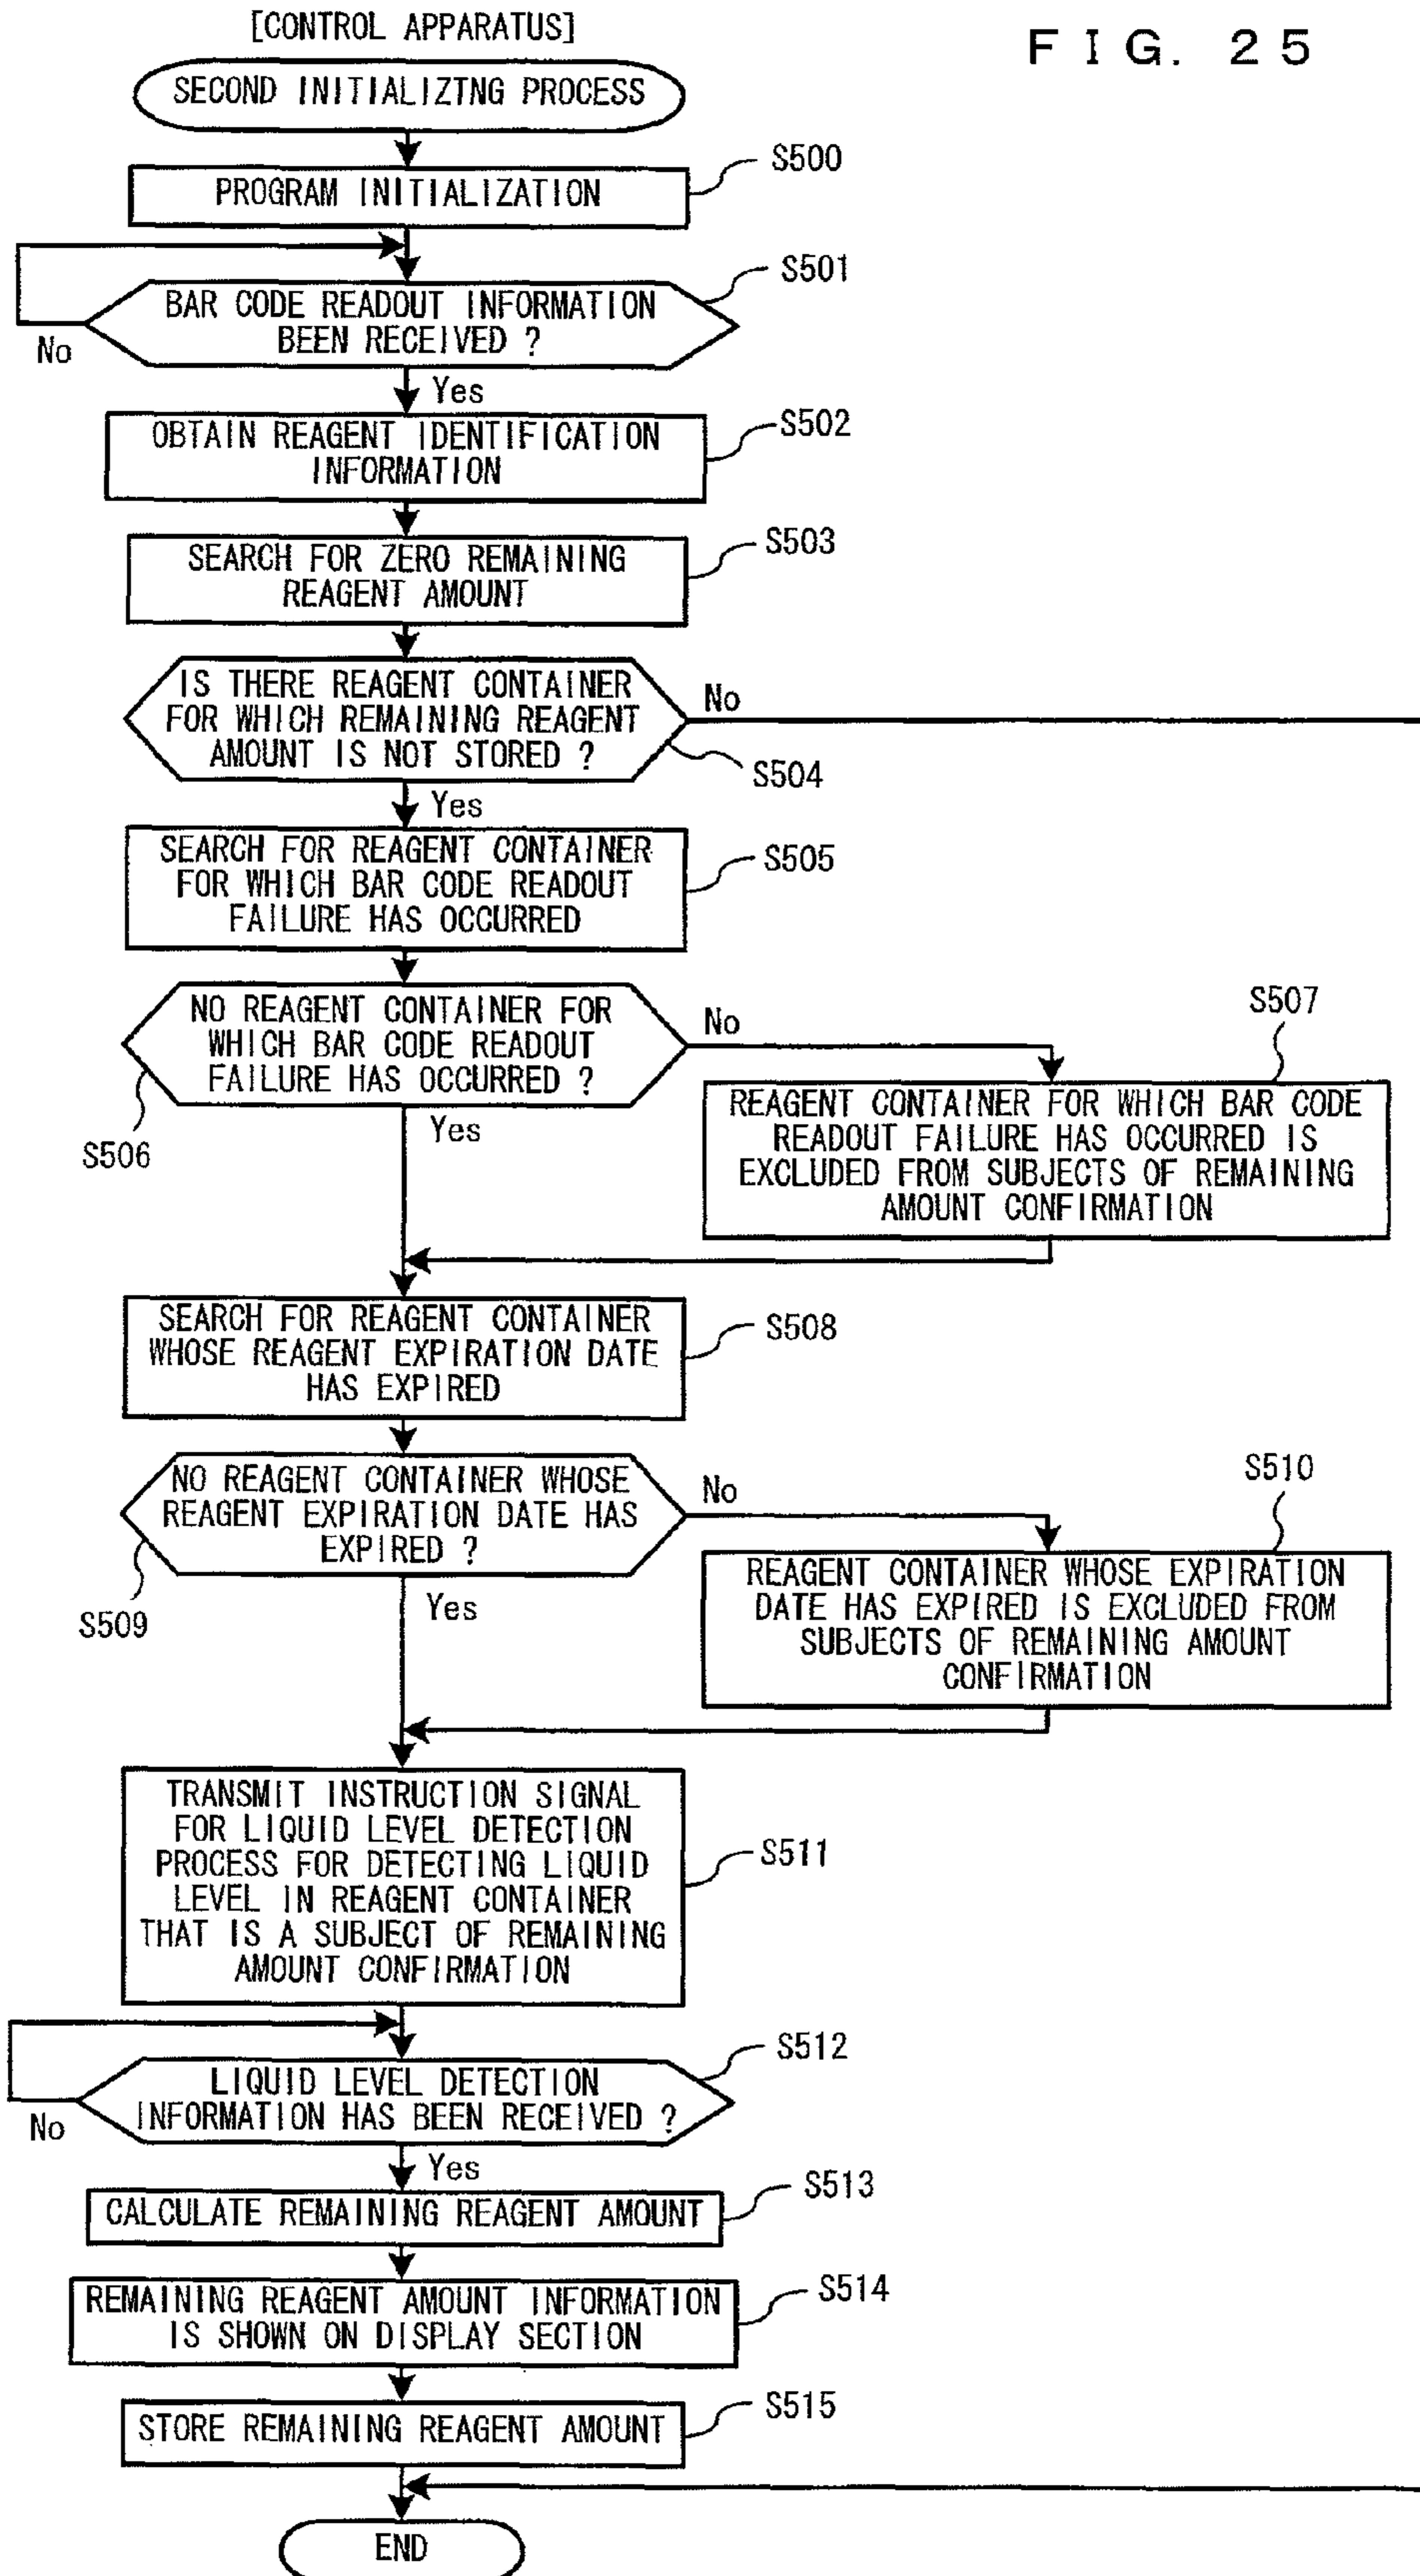 [CONTROL APPARATUS]
FIG. 25
SECOND INITIALIZTNG PROCESS
S500
PROGRAM INITIALIZATION
S501
BAR CODE READOUT INFORMATION
BEEN RECEIVED ?
No
Yes
S502
OBTAIN REAGENT IDENTIFICATION
INFORMATION
S503
SEARCH FOR ZERO REMAINING
REAGENT AMOUNT
IS THERE REAGENT CONTAINER
FOR WHICH REMAINING REAGENT
AMOUNT IS NOT STORED ?
No
S504
Yes
SEARCH FOR REAGENT CONTAINER
FOR WHICH BAR CODE READOUT
FAILURE HAS OCCURRED
S505
NO REAGENT CONTAINER FOR
WHICH BAR CODE READOUT
FAILURE HAS OCCURRED ?
No
S506
Yes
S507
REAGENT CONTAINER FOR WHICH BAR CODE
READOUT FAILURE HAS OCCURRED IS
EXCLUDED FROM SUBJECTS OF REMAINING
AMOUNT CONFIRMATION
SEARCH FOR REAGENT CONTAINER
WHOSE REAGENT EXPIRATION DATE
HAS EXPIRED
S508
NO REAGENT CONTAINER WHOSE
REAGENT EXPIRATION DATE HAS
EXPIRED ?
No
S509
Yes
S510
REAGENT CONTAINER WHOSE EXPIRATION
DATE HAS EXPIRED IS EXCLUDED FROM
SUBJECTS OF REMAINING AMOUNT
CONFIRMATION
TRANSMIT INSTRUCTION SIGNAL
FOR LIQUID LEVEL DETECTION
PROCESS FOR DETECTING LIQUID
LEVEL IN REAGENT CONTAINER
THAT IS A SUBJECT OF REMAINING
AMOUNT CONFIRMATION
S511
S512
LIQUID LEVEL DETECTION
INFORMATION HAS BEEN RECEIVED ?
No
Yes
S513
CALCULATE REMAINING REAGENT AMOUNT
S514
REMAINING REAGENT AMOUNT INFORMATION
IS SHOWN ON DISPLAY SECTION
S515
STORE REMAINING REAGENT AMOUNT
END